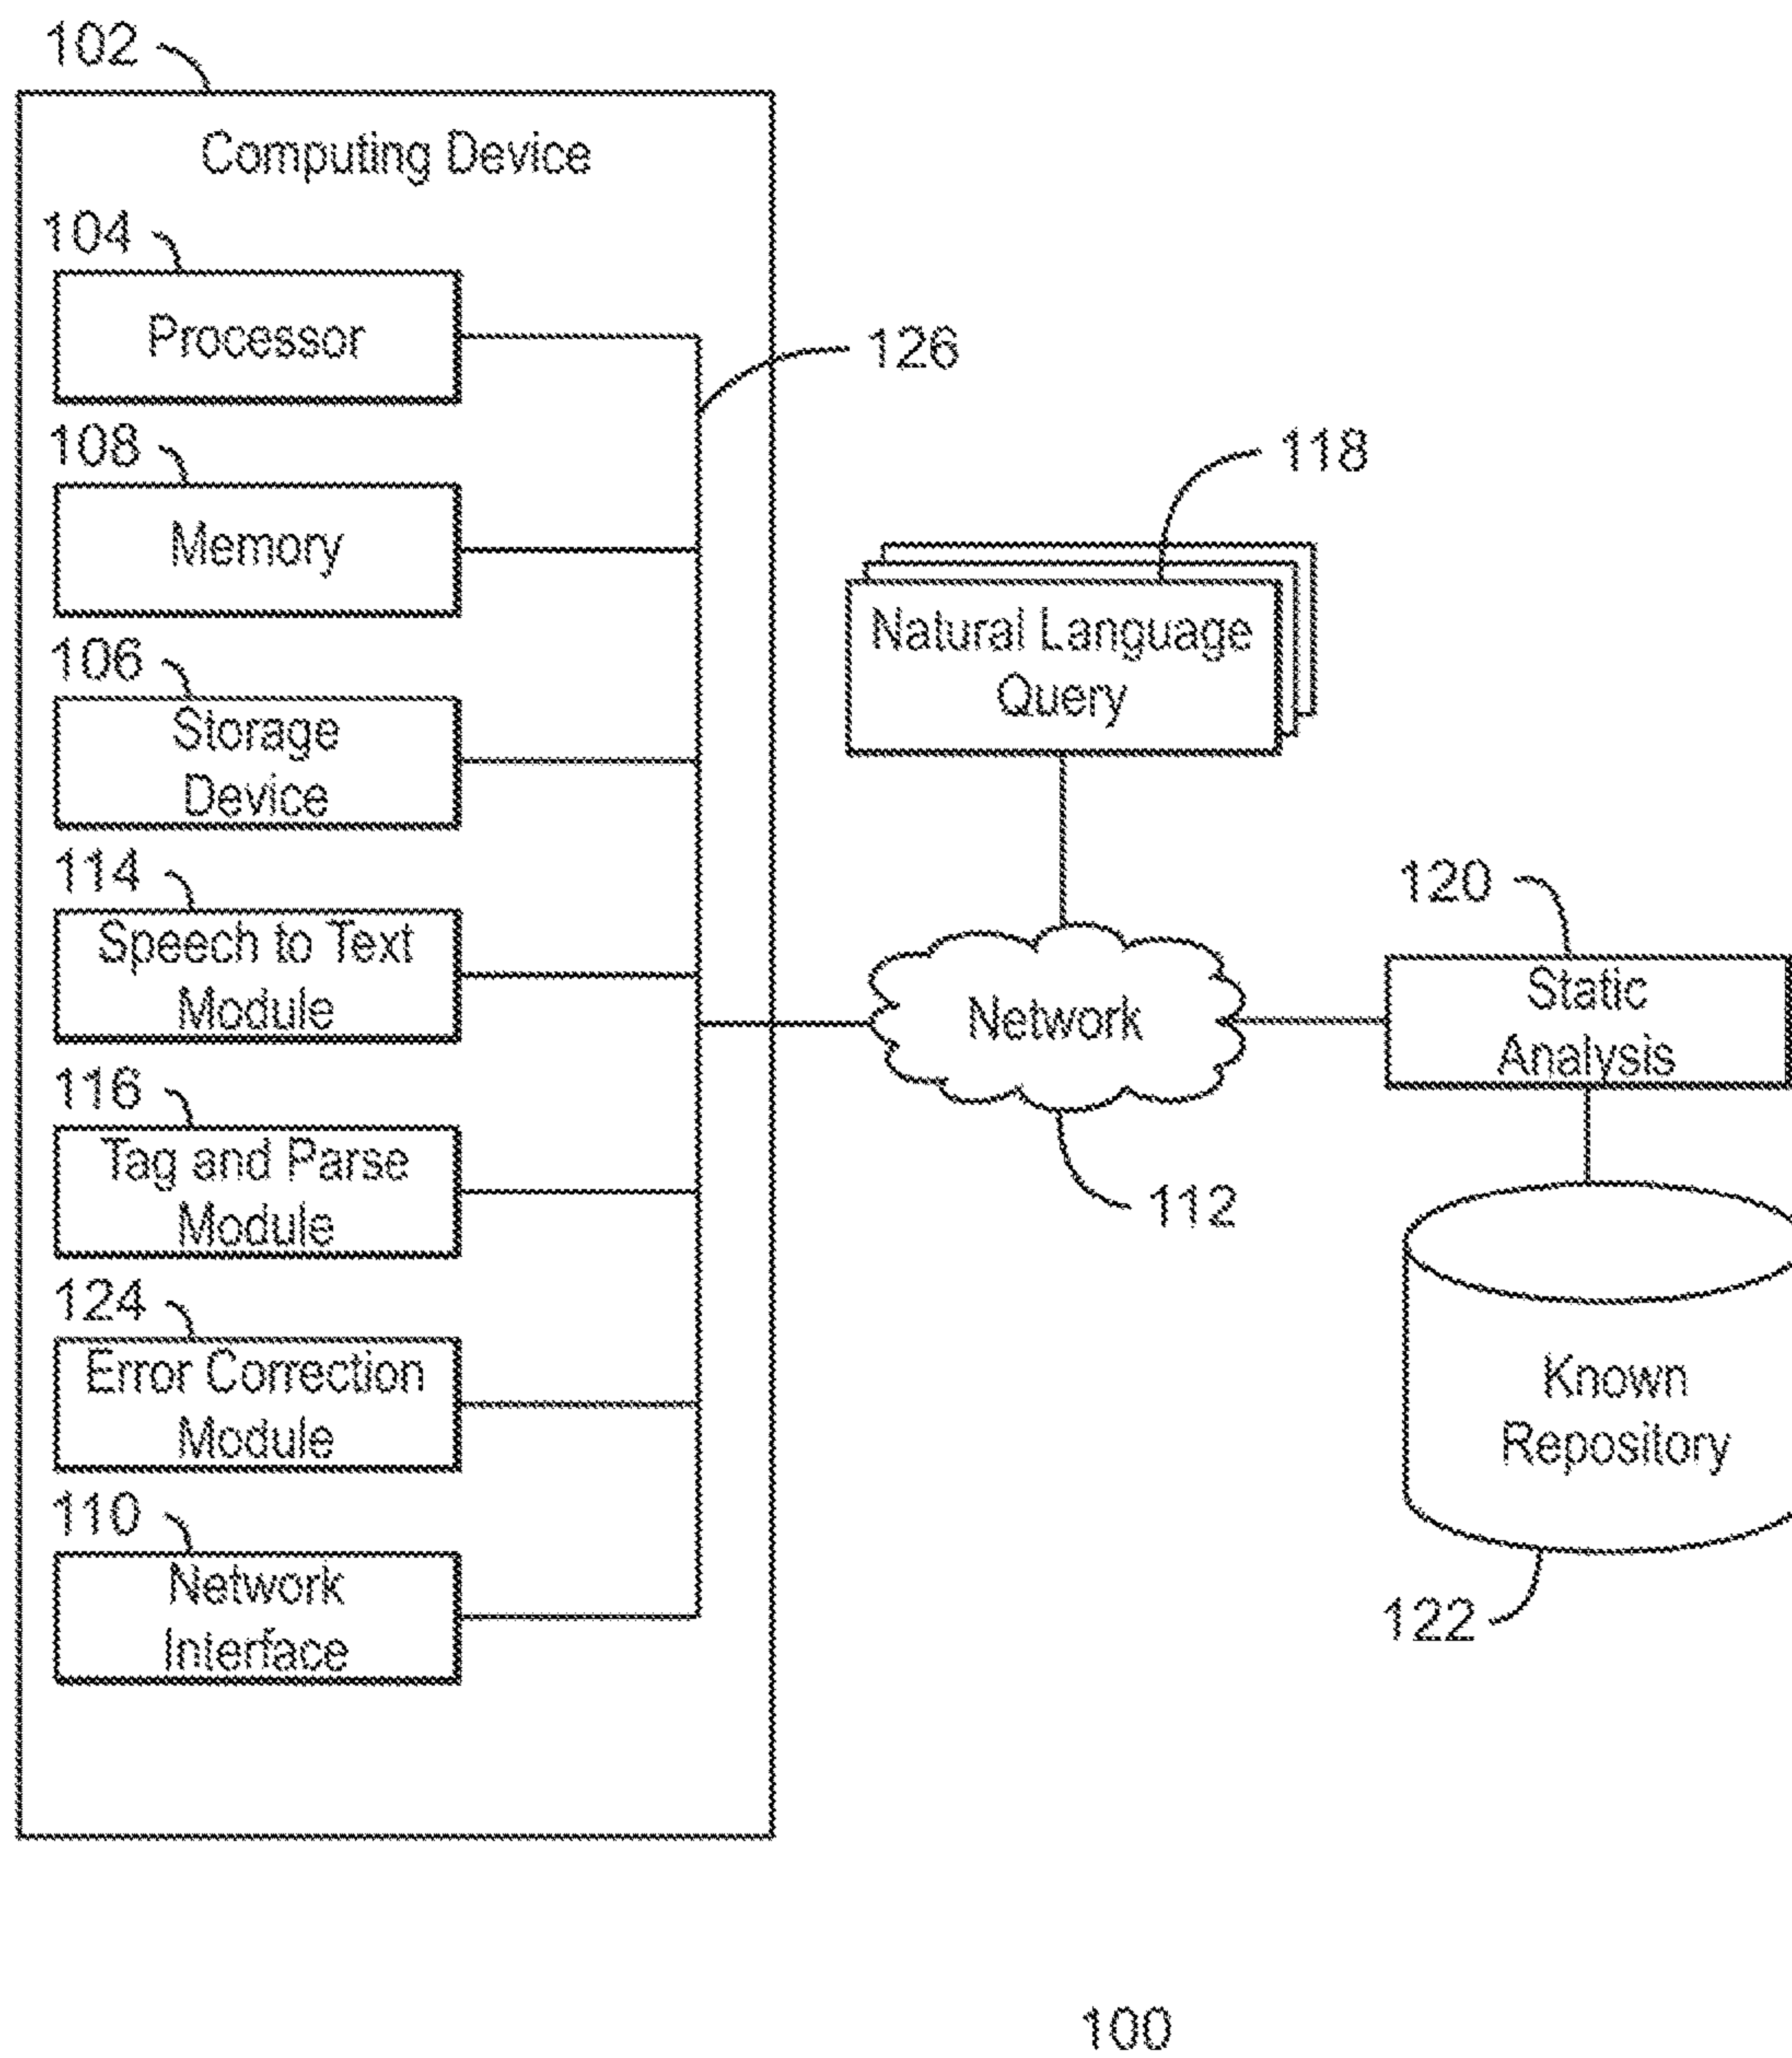 102
Computing Device
104
Processor
126
108
Memory
118
106
Storage
Device
Natural Language
Query
114
Speech to Text
Module
120
Static
Analysis
Network
116
Tag and Parse
Module
112
124
Error Correction
Module
Known
Repository
110
Network
Interface
122
100